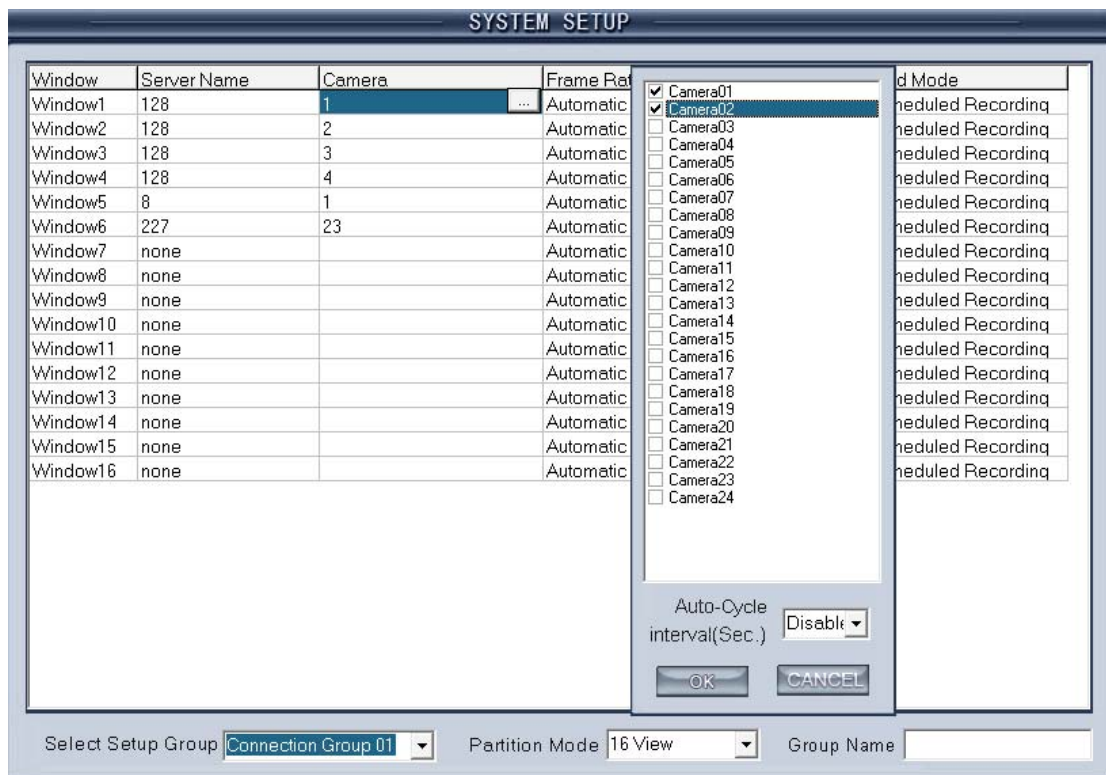 SYSTEM SETUP
Window Server Name Camera Frame Rat d Mode
Window1 128 1 ... Automatic heduled Recording
Window2 128 2 Automatic heduled Recording
Window3 128 3 Automatic heduled Recording
Window4 128 4 Automatic heduled Recording
Window5 8 1 Automatic heduled Recording
Window6 227 23 Automatic heduled Recording
Window7 none Automatic heduled Recording
Window8 none Automatic heduled Recording
Window9 none Automatic heduled Recording
Window10 none Automatic heduled Recording
Window11 none Automatic heduled Recording
Window12 none Automatic heduled Recording
Window13 none Automatic heduled Recording
Window14 none Automatic heduled Recording
Window15 none Automatic heduled Recording
Window16 none Automatic heduled Recording
Camera01
Camera02
Camera03
Camera04
Camera05
Camera06
Camera07
Camera08
Camera09
Camera10
Camera11
Camera12
Camera13
Camera14
Camera15
Camera16
Camera17
Camera18
Camera19
Camera20
Camera21
Camera22
Camera23
Camera24
Auto-Cycle
interval(Sec.) Disable
OK CANCEL
Select Setup Group Connection Group 01 Partition Mode 16 View Group Name